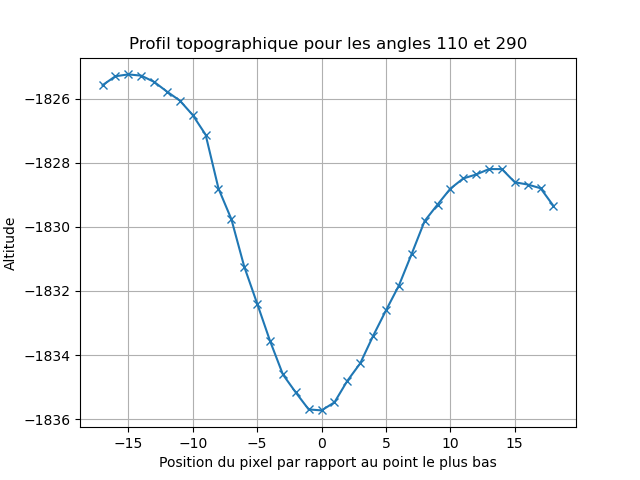 Profil topographique pour les angles 110 et 290
Altitude
−1826
−1828
−1830
−1832
−1834
−1836
−15 −10 −5 0 5 10 15
Position du pixel par rapport au point le plus bas